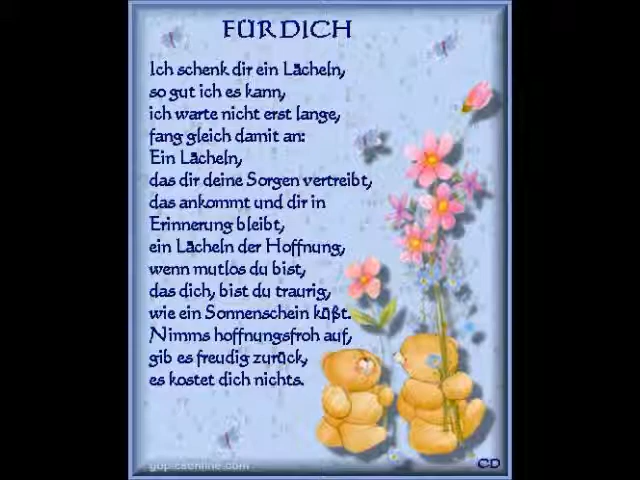 FÜR DICH
Ich schenk dir ein Lächeln,
so gut ich es kann,
ich warte nicht erst lange,
fang gleich damit an:
Ein Lächeln,
das dir deine Sorgen vertreibt,
das ankommt und dir in
Erinnerung bleibt,
ein Lächeln der Hoffnung,
wenn mutlos du bist,
das dich, bist du traurig,
wie ein Sonnenschein küßt.
Nimms hoffnungsfroh auf,
gib es freudig zurück,
es kostet dich nichts.
CD